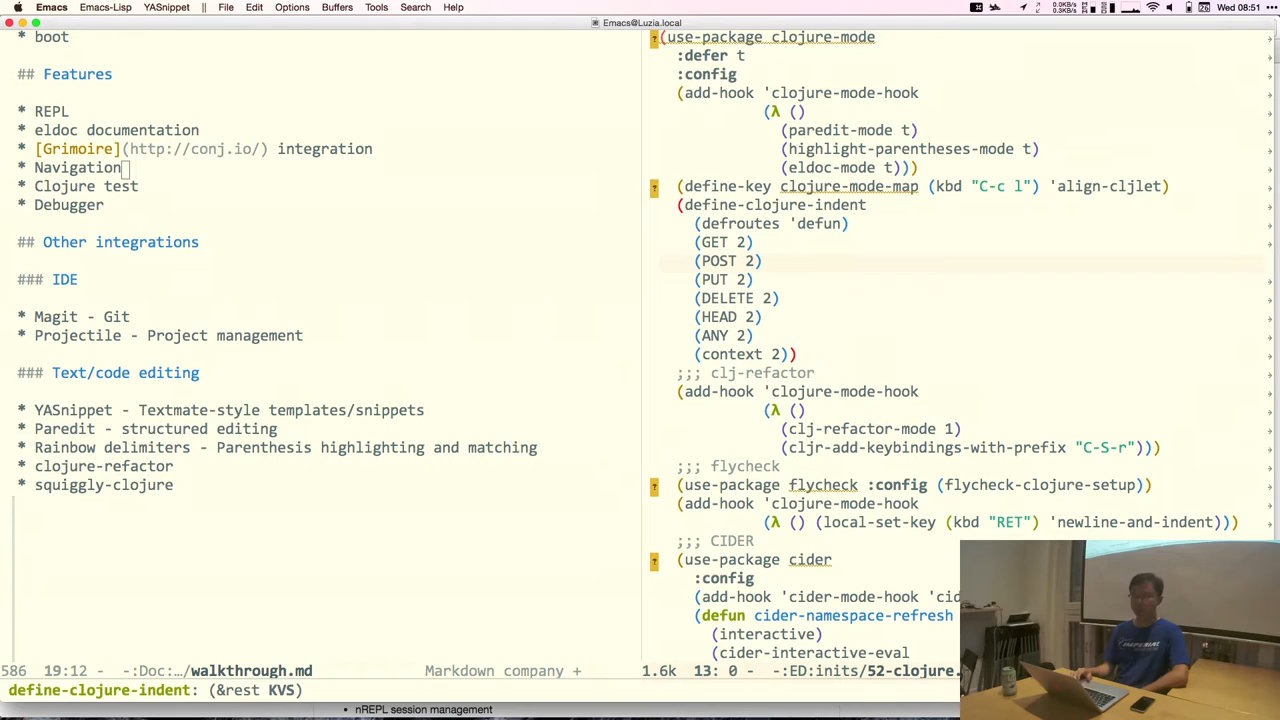 Emacs Emacs-Lisp YASnippet || File Edit Options Buffers Tools Search Help
0.0KB/s
0.0KB/s
26 Wed 08:51
Emacs@Luzia.local
* boot
## Features
* REPL
* eldoc documentation
* [Grimoire](http://conj.io/) integration
* Navigation
* Clojure test
* Debugger
## Other integrations
### IDE
* Magit - Git
* Projectile - Project management
### Text/code editing
* YASnippet - Textmate-style templates/snippets
* Paredit - structured editing
* Rainbow delimiters - Parenthesis highlighting and matching
* clojure-refactor
* squiggly-clojure
586 19:12 - -:Doc:…/walkthrough.md Markdown company +
(use-package clojure-mode
:defer t
:config
(add-hook 'clojure-mode-hook
(λ ()
(paredit-mode t)
(highlight-parentheses-mode t)
(eldoc-mode t)))
(define-key clojure-mode-map (kbd "C-c l") 'align-cljlet)
(define-clojure-indent
(defroutes 'defun)
(GET 2)
(POST 2)
(PUT 2)
(DELETE 2)
(HEAD 2)
(ANY 2)
(context 2))
;;; clj-refactor
(add-hook 'clojure-mode-hook
(λ ()
(clj-refactor-mode 1)
(cljr-add-keybindings-with-prefix "C-S-r")))
;;; flycheck
(use-package flycheck :config (flycheck-clojure-setup))
(add-hook 'clojure-mode-hook
(λ () (local-set-key (kbd "RET") 'newline-and-indent)))
;;; CIDER
(use-package cider
:config
(add-hook 'cider-mode-hook 'cid
(defun cider-namespace-refresh
(interactive)
(cider-interactive-eval
1.6k 13: 0 - -:ED:inits/52-clojure.
define-clojure-indent: (&rest KVS)
• nREPL session management
IMPERIAL